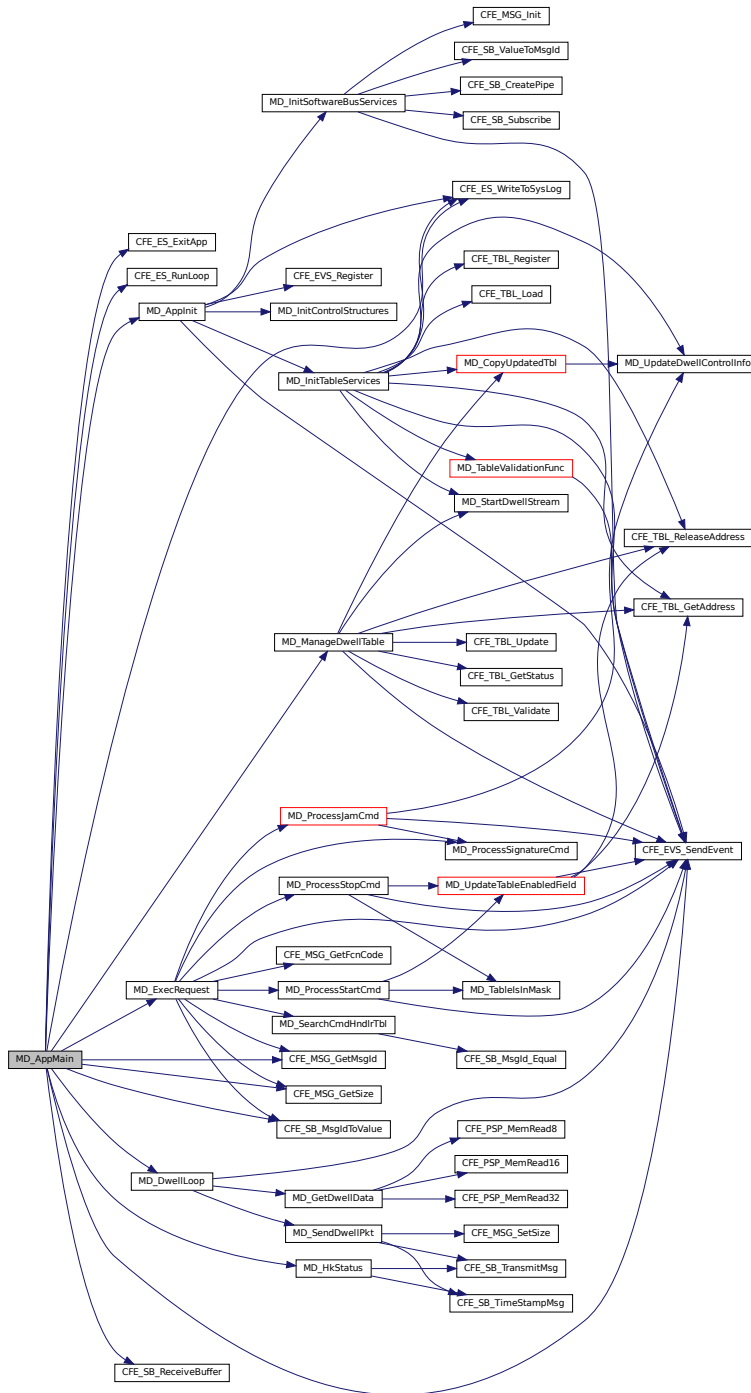 CFE_MSG_Init
CFE_SB_ValueToMsgId
CFE_SB_CreatePipe
MD_InitSoftwareBusServices
CFE_SB_Subscribe
CFE_ES_WriteToSysLog
CFE_ES_ExitApp
CFE_TBL_Register
CFE_ES_RunLoop
CFE_EVS_Register
CFE_TBL_Load
MD_AppInit
MD_InitControlStructures
MD_CopyUpdatedTbl
MD_UpdateDwellControlInfo
MD_InitTableServices
MD_TableValidationFunc
MD_StartDwellStream
CFE_TBL_ReleaseAddress
CFE_TBL_GetAddress
MD_ManageDwellTable
CFE_TBL_Update
CFE_TBL_GetStatus
CFE_TBL_Validate
MD_ProcessJamCmd
MD_ProcessSignatureCmd
CFE_EVS_SendEvent
MD_ProcessStopCmd
MD_UpdateTableEnabledField
CFE_MSG_GetFcnCode
MD_ExecRequest
MD_ProcessStartCmd
MD_TableIsInMask
MD_SearchCmdHndlrTbl
MD_AppMain
CFE_MSG_GetMsgId
CFE_SB_MsgId_Equal
CFE_MSG_GetSize
CFE_SB_MsgIdToValue
CFE_PSP_MemRead8
CFE_PSP_MemRead16
MD_DwellLoop
MD_GetDwellData
CFE_PSP_MemRead32
MD_SendDwellPkt
CFE_MSG_SetSize
MD_HkStatus
CFE_SB_TransmitMsg
CFE_SB_TimeStampMsg
CFE_SB_ReceiveBuffer